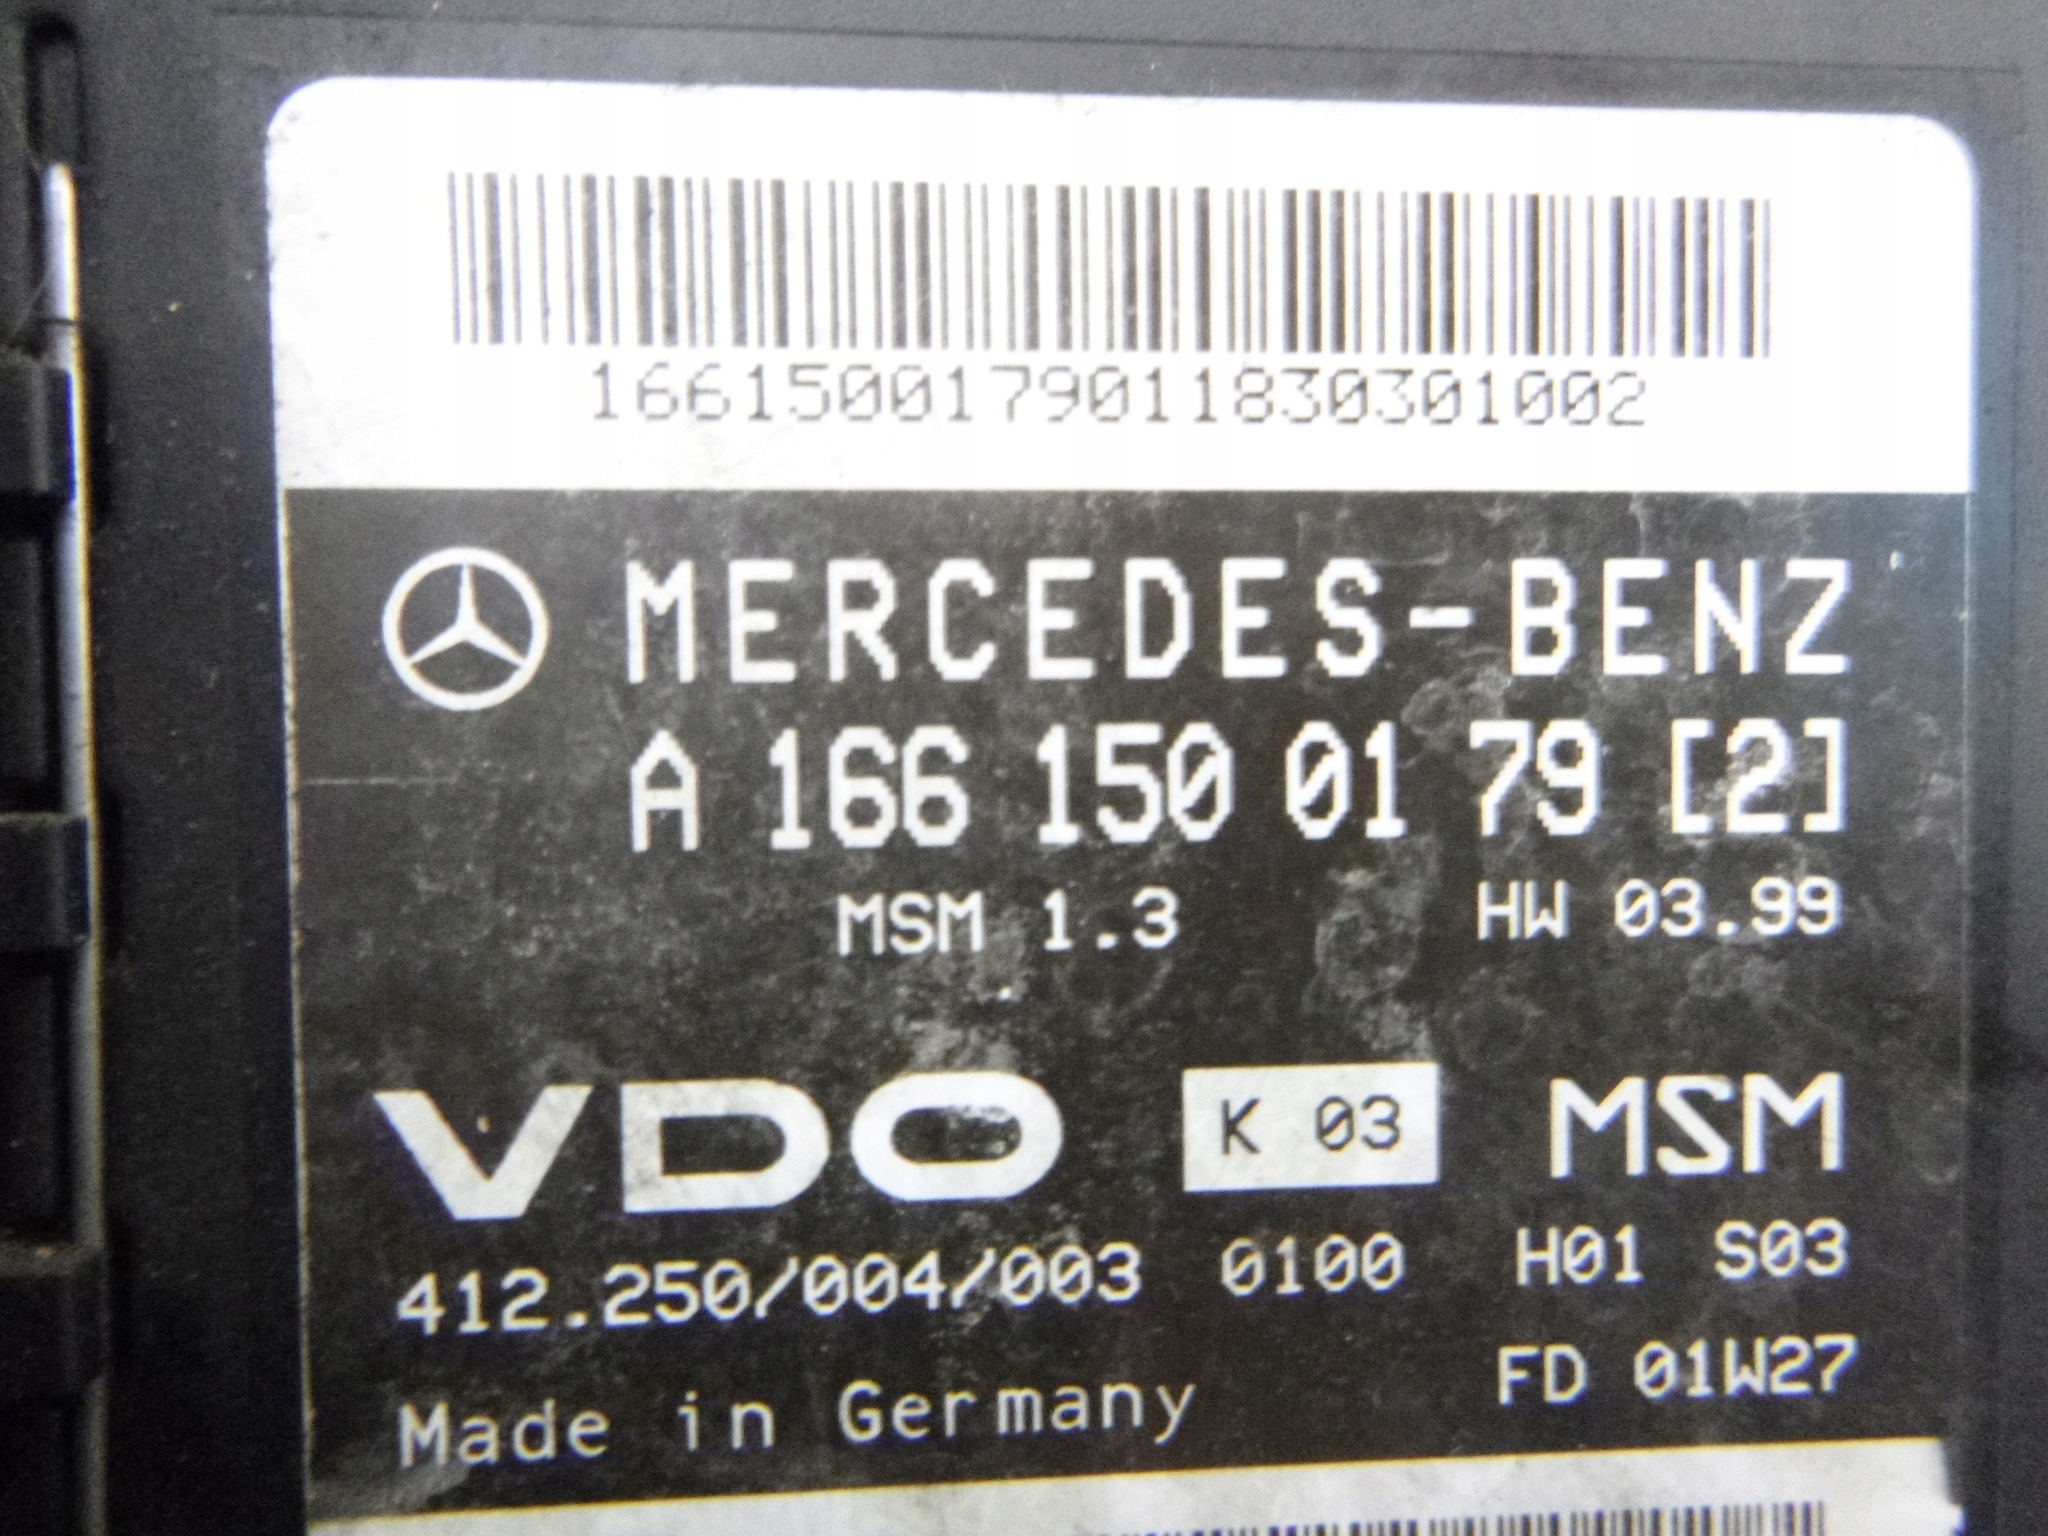 1661500179011830301002
MERCEDES-BENZ
A 166 150 01 79 [2]
MSM 1.3 HW 03.99
VDO K 03 MSM
412.250/004/003 0100 H01 S03
FD 01W27
Made in Germany